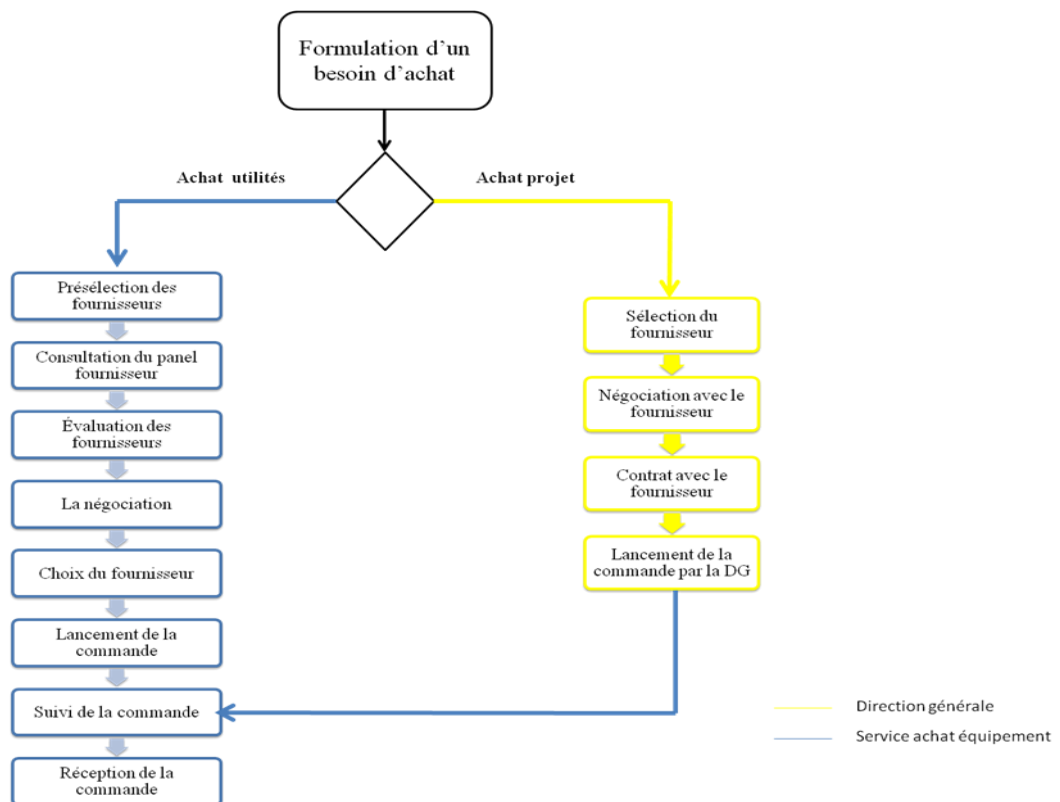 Formulation d’un
besoin d’achat
Achat utilités
Achat projet
Présélection des
fournisseurs
Consultation du panel
fournisseur
Évaluation des
fournisseurs
La négociation
Choix du fournisseur
Lancement de la
commande
Suivi de la commande
Réception de la
commande
Sélection du
fournisseur
Négociation avec le
fournisseur
Contrat avec le
fournisseur
Lancement de la
commande par la DG
Direction générale
Service achat équipement